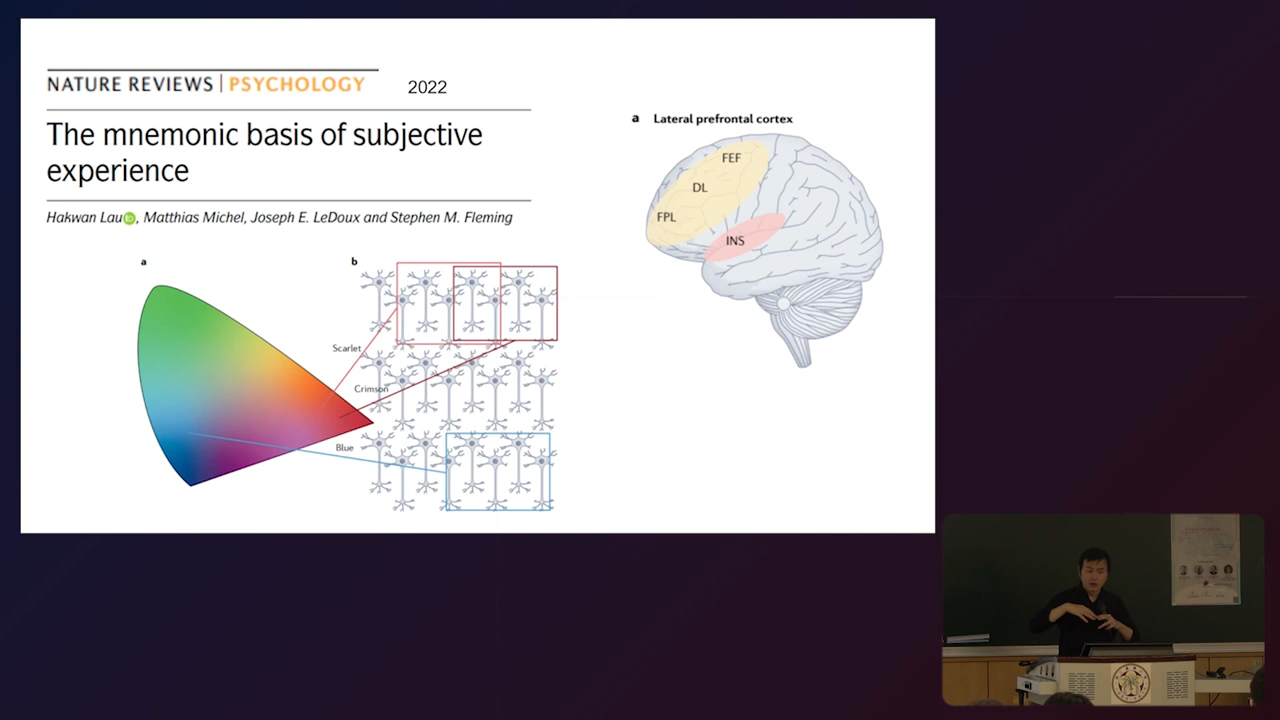 NATURE REVIEWS | PSYCHOLOGY
2022
The mnemonic basis of subjective
experience
Hakwan Lau, Matthias Michel, Joseph E. LeDoux and Stephen M. Fleming
a
b
Scarlet
Crimson
Blue
a Lateral prefrontal cortex
FEF
DL
FPL
INS